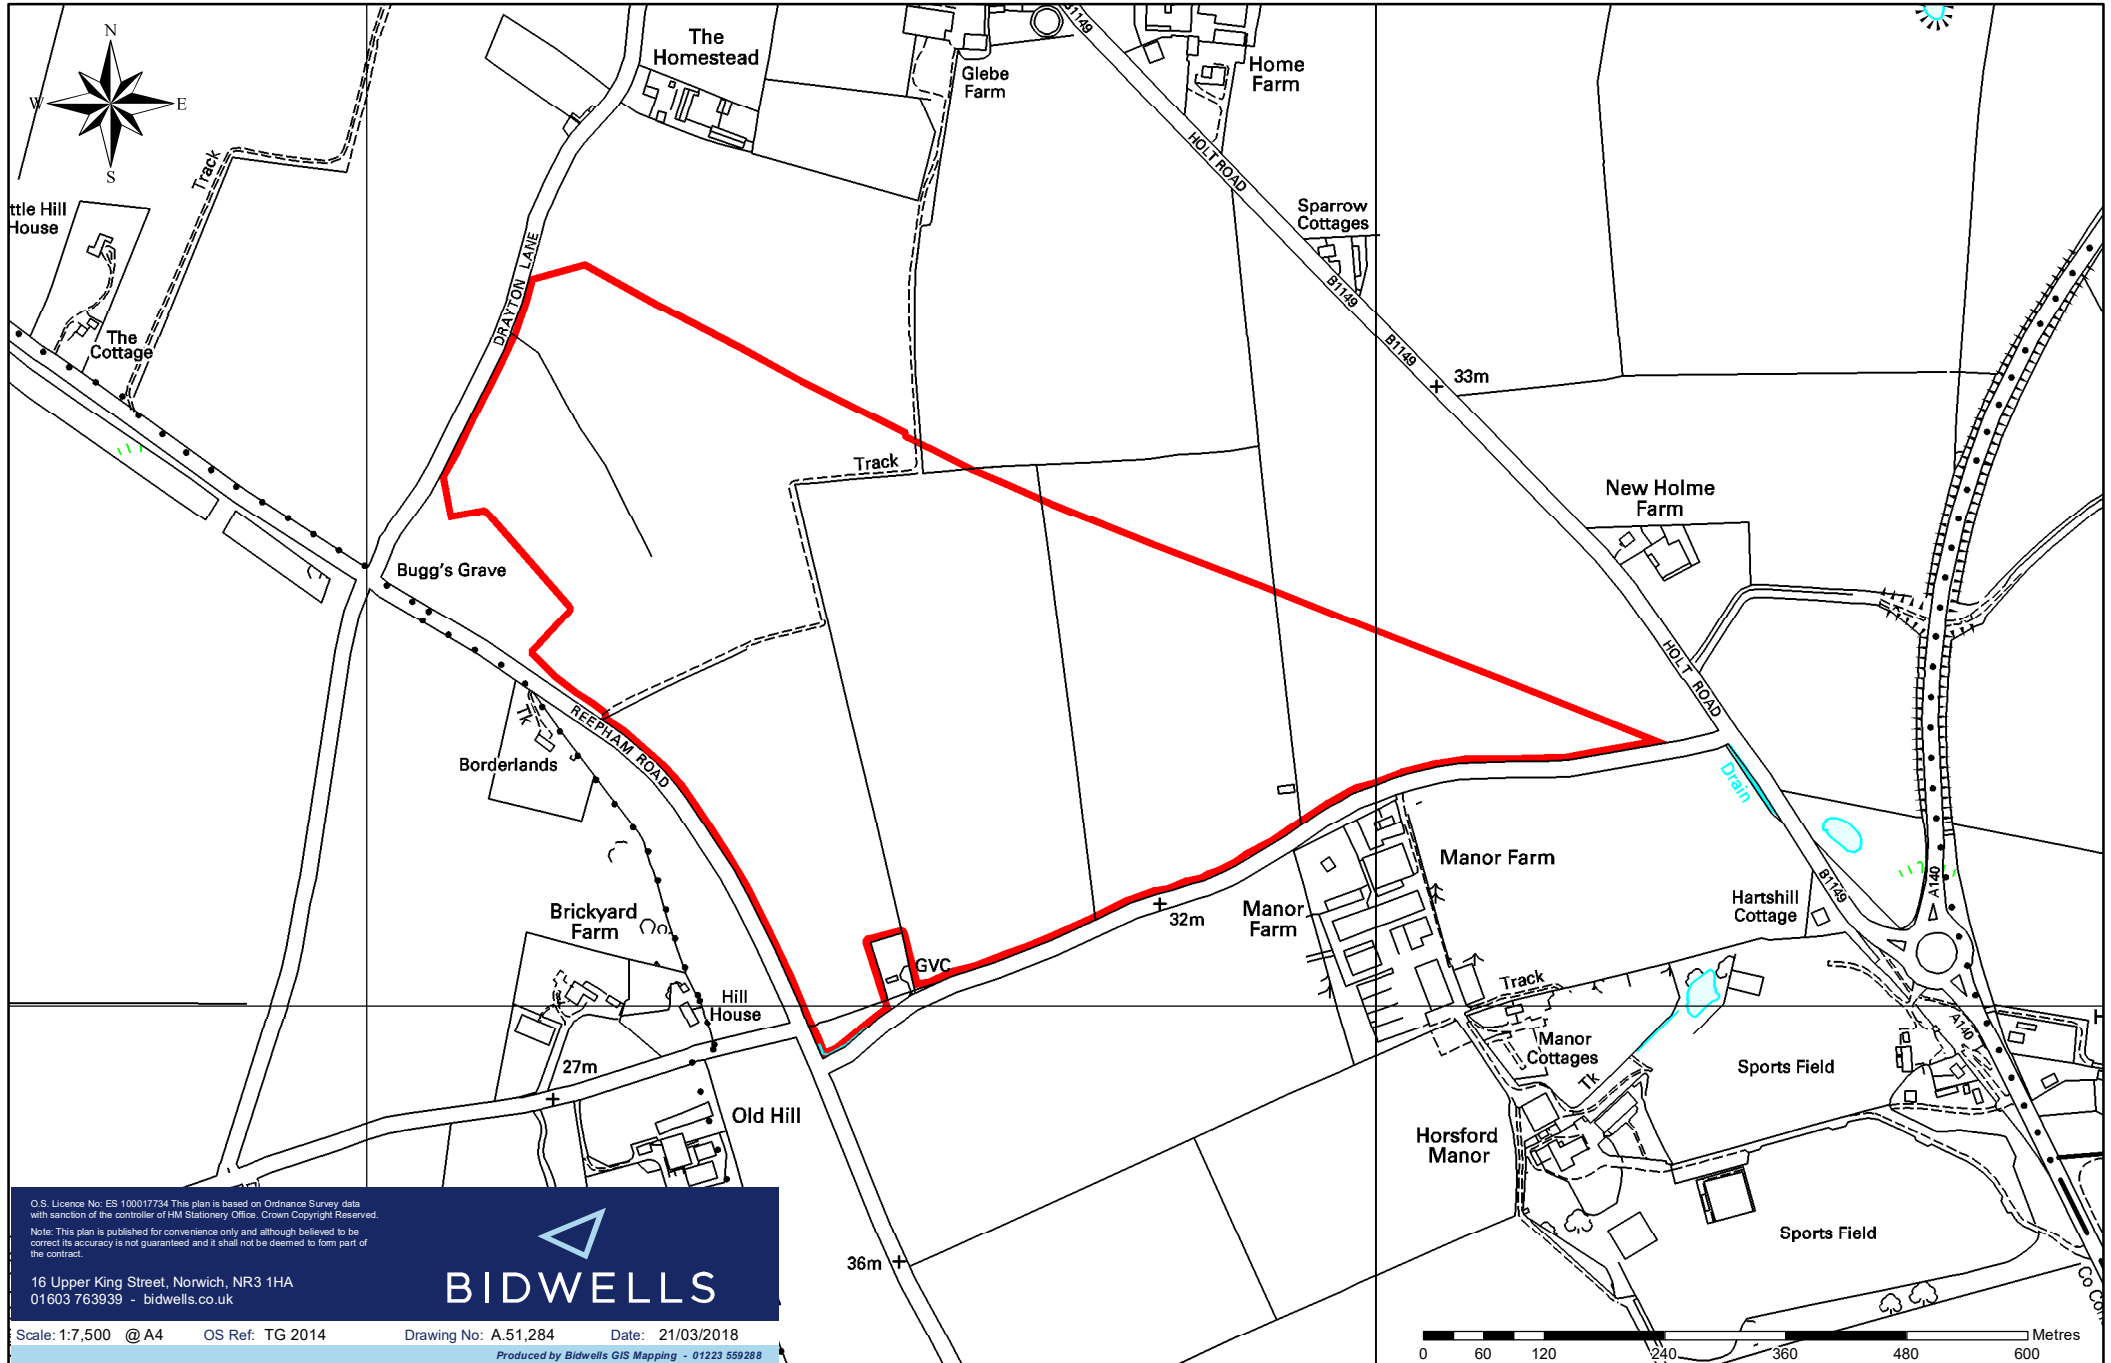 N
W
E
S
Track
The
Homestead
Glebe
Farm
B1149
Home
Farm
HOLT ROAD
Sparrow
Cottages
B1149
B1149
33m
ttle Hill
House
The
Cottage
DRAYTON LANE
Track
New Holme
Farm
Bugg's Grave
HOLT ROAD
Tk
REEPHAM ROAD
Borderlands
Drain
Manor Farm
B1149
A140
Hartshill
Cottage
Brickyard
Farm
Manor
Farm
32m
GVC
Hill
House
Track
Manor
Cottages
Tk
A140
Sports Field
27m
Old Hill
Horsford
Manor
Sports Field
36m
Co Co
O.S. Licence No: ES 100017734 This plan is based on Ordnance Survey data
with sanction of the controller of HM Stationery Office. Crown Copyright Reserved.
Note: This plan is published for convenience only and although believed to be
correct its accuracy is not guaranteed and it shall not be deemed to form part of
the contract.
16 Upper King Street, Norwich, NR3 1HA
01603 763939 - bidwells.co.uk
BIDWELLS
Scale: 1:7,500 @ A4 OS Ref: TG 2014 Drawing No: A.51,284 Date: 21/03/2018
Produced by Bidwells GIS Mapping - 01223 559288
0 60 120 240 360 480 600 Metres